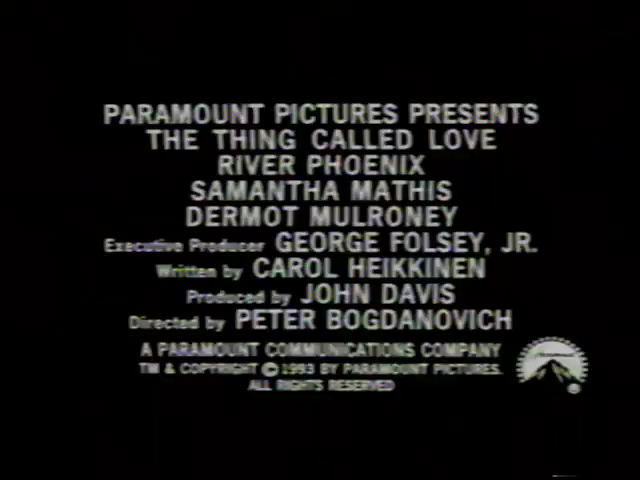 PARAMOUNT PICTURES PRESENTS
THE THING CALLED LOVE
RIVER PHOENIX
SAMANTHA MATHIS
DERMOT MULRONEY
Executive Producer GEORGE FOLSEY, JR.
Written by CAROL HEIKKINEN
Produced by JOHN DAVIS
Directed by PETER BOGDANOVICH
A PARAMOUNT COMMUNICATIONS COMPANY
TM & COPYRIGHT © 1993 BY PARAMOUNT PICTURES.
ALL RIGHTS RESERVED
Paramount